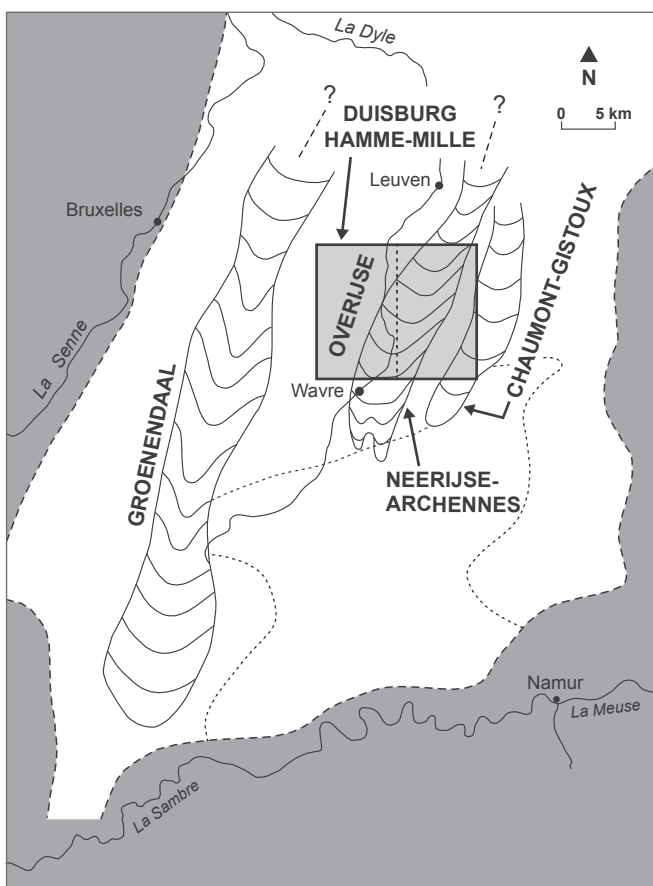 La Dyle
N
0 5 km
?
?
DUISBURG
HAMME-MILLE
Leuven
Bruxelles
CHAUMONT-GISTOUX
OVERIJSE
La Senne
Wavre
GROENENDAAL
NEERIJSE-
ARCHENNES
Namur
La Meuse
La Sambre